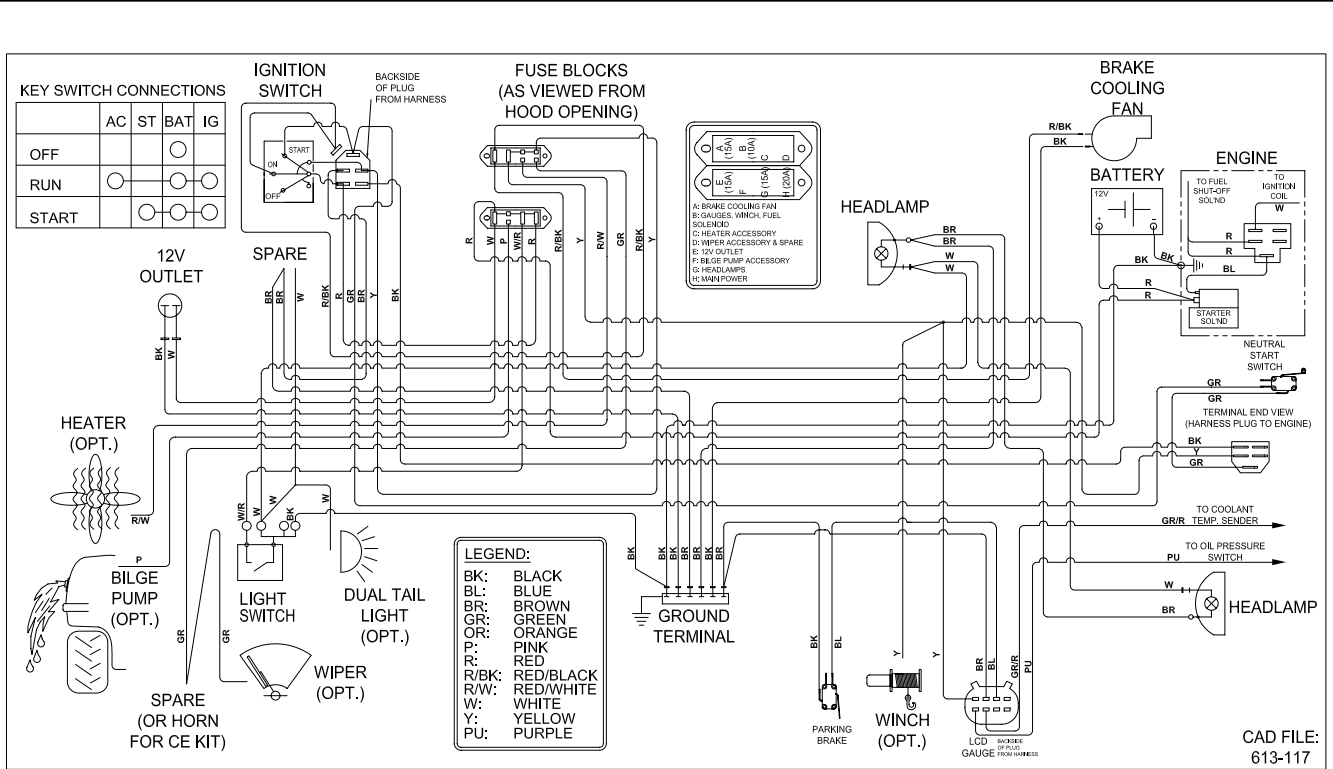 KEY SWITCH CONNECTIONS
AC ST BAT IG
OFF
RUN
START
IGNITION
SWITCH
BACKSIDE
OF PLUG
FROM HARNESS
START
ON
OFF
FUSE BLOCKS
(AS VIEWED FROM
HOOD OPENING)
A (15A)
B (10A)
C
D
E (15A)
F
G (15A)
H (20A)
A: BRAKE COOLING FAN
B: GAUGES, WINCH, FUEL
SOLENOID
C: HEATER ACCESSORY
D: WIPER ACCESSORY & SPARE
E: 12V OUTLET
F: BILGE PUMP ACCESSORY
G: HEADLAMPS
H: MAIN POWER
BRAKE
COOLING
FAN
R/BK
BK
BATTERY
12V
+ -
ENGINE
TO FUEL
SHUT-OFF
SOL'ND
TO
IGNITION
COIL
W
R
R
BL
BK
BK
R
R
STARTER
SOL'ND
HEADLAMP
BR
BR
W
W
12V
OUTLET
BK
W
SPARE
BR
BR
W
R/BK
R
GR
BR
Y
BK
R
W
P
W/R
R
R/BK
Y
R/W
GR
R/BK
Y
NEUTRAL
START
SWITCH
GR
GR
TERMINAL END VIEW
(HARNESS PLUG TO ENGINE)
BK
Y
GR
HEATER
(OPT.)
R/W
P
BILGE
PUMP
(OPT.)
GR
GR
SPARE
(OR HORN
FOR CE KIT)
W/R
W
W
BK
LIGHT
SWITCH
W
DUAL TAIL
LIGHT
(OPT.)
WIPER
(OPT.)
LEGEND:
BK: BLACK
BL: BLUE
BR: BROWN
GR: GREEN
OR: ORANGE
P: PINK
R: RED
R/BK: RED/BLACK
R/W: RED/WHITE
W: WHITE
Y: YELLOW
PU: PURPLE
BK
BK
BK
BR
BR
BK
BR
GROUND
TERMINAL
BK
BL
PARKING
BRAKE
Y
WINCH
(OPT.)
Y
BR
BL
GR/R
PU
LCD
GAUGE
BACKSIDE
OF PLUG
FROM HARNESS
TO COOLANT
GR/R TEMP. SENDER
TO OIL PRESSURE
PU SWITCH
W
BR
HEADLAMP
CAD FILE:
613-117